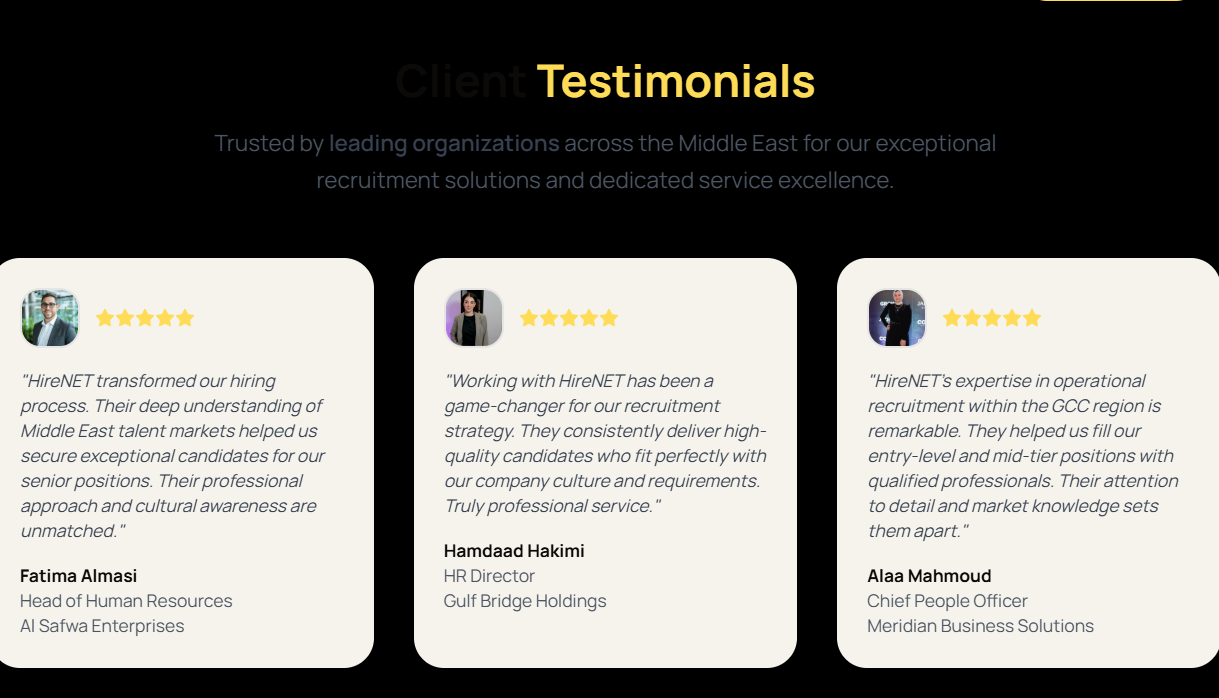 Client Testimonials
Trusted by leading organizations across the Middle East for our exceptional
recruitment solutions and dedicated service excellence.
"HireNET transformed our hiring
process. Their deep understanding of
Middle East talent markets helped us
secure exceptional candidates for our
senior positions. Their professional
approach and cultural awareness are
unmatched."
Fatima Almasi
Head of Human Resources
Al Safwa Enterprises
"Working with HireNET has been a
game-changer for our recruitment
strategy. They consistently deliver high-
quality candidates who fit perfectly with
our company culture and requirements.
Truly professional service."
Hamdaad Hakimi
HR Director
Gulf Bridge Holdings
"HireNET's expertise in operational
recruitment within the GCC region is
remarkable. They helped us fill our
entry-level and mid-tier positions with
qualified professionals. Their attention
to detail and market knowledge sets
them apart."
Alaa Mahmoud
Chief People Officer
Meridian Business Solutions